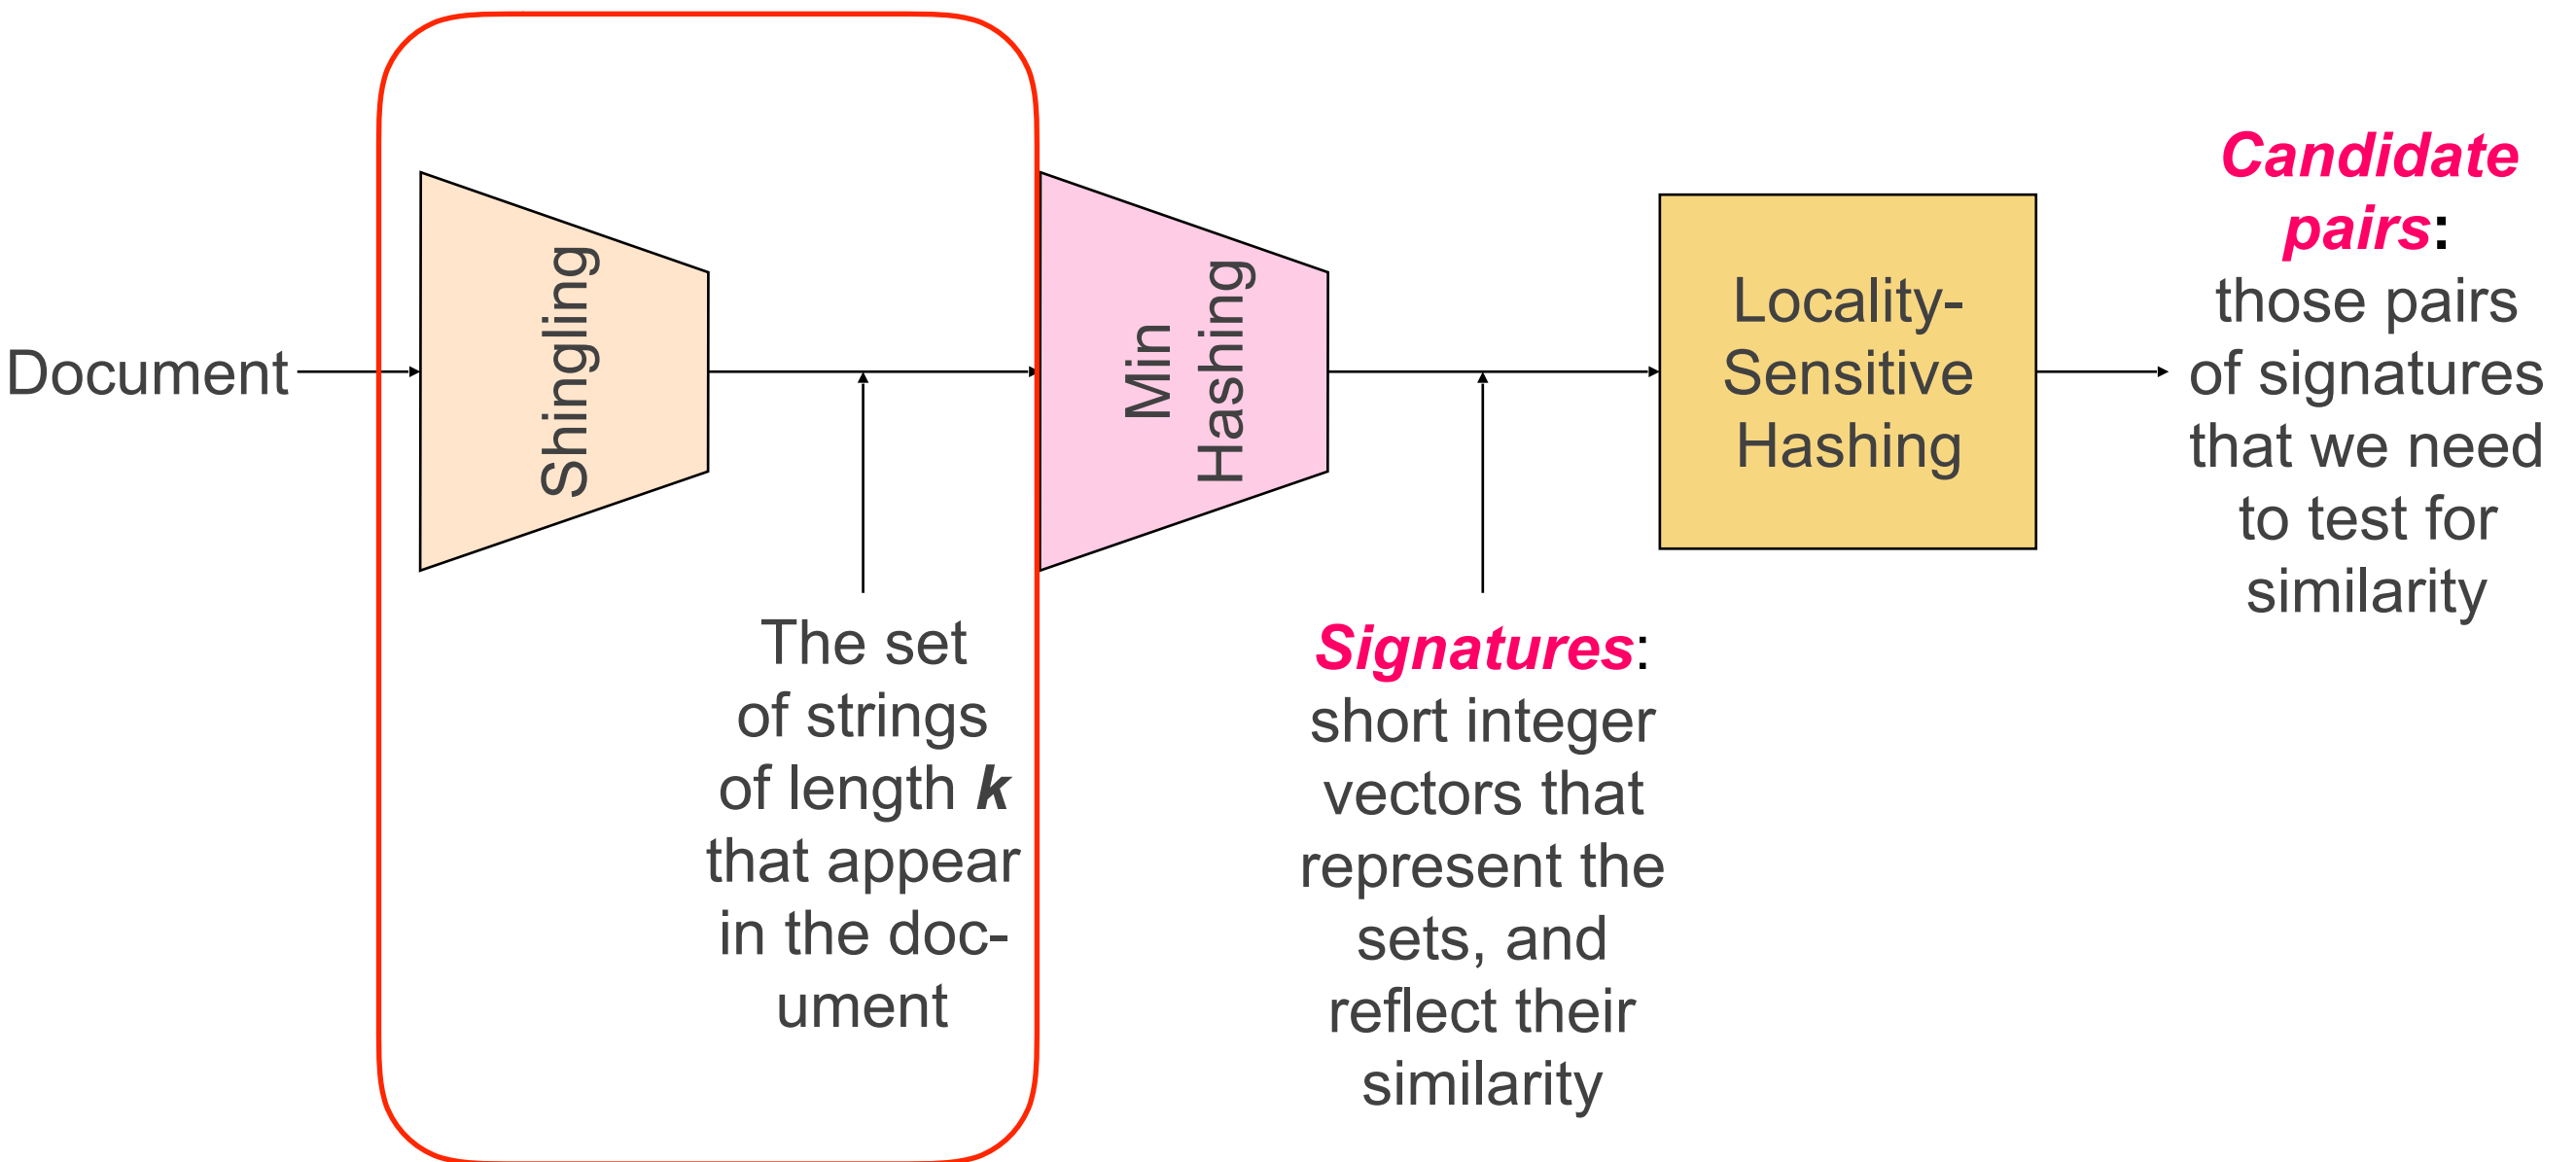 Document
Shingling
The set
of strings
of length k
that appear
in the doc-
ument
Min
Hashing
Signatures:
short integer
vectors that
represent the
sets, and
reflect their
similarity
Locality-
Sensitive
Hashing
Candidate
pairs:
those pairs
of signatures
that we need
to test for
similarity